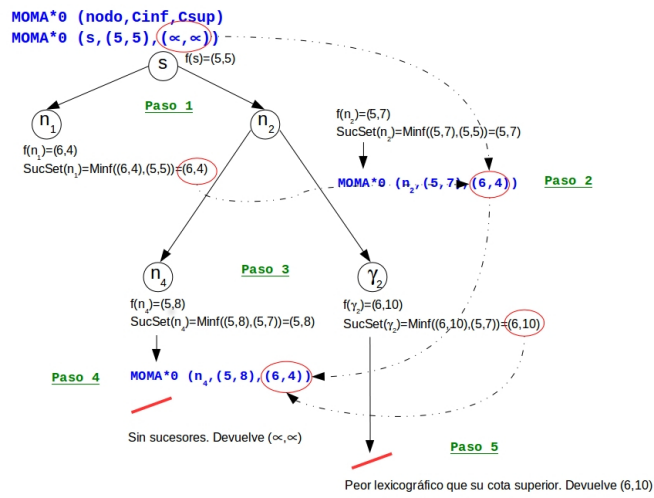 MOMA*0 (nodo,Cinf,Csup)
MOMA*0 (s,(5,5),(∞,∞))
s
f(s)=(5,5)
Paso 1
n1
n2
f(n1)=(6,4)
SucSet(n1)=Minf((6,4),(5,5))=(6,4)
f(n2)=(5,7)
SucSet(n2)=Minf((5,7),(5,5))=(5,7)
MOMA*0 (n2,(5,7),(6,4))
Paso 2
Paso 3
n4
γ2
f(n4)=(5,8)
SucSet(n4)=Minf((5,8),(5,7))=(5,8)
f(γ2)=(6,10)
SucSet(γ2)=Minf((6,10),(5,7))=(6,10)
Paso 4
MOMA*0 (n4,(5,8),(6,4))
Sin sucesores. Devuelve (∞,∞)
Paso 5
Peor lexicográfico que su cota superior. Devuelve (6,10)